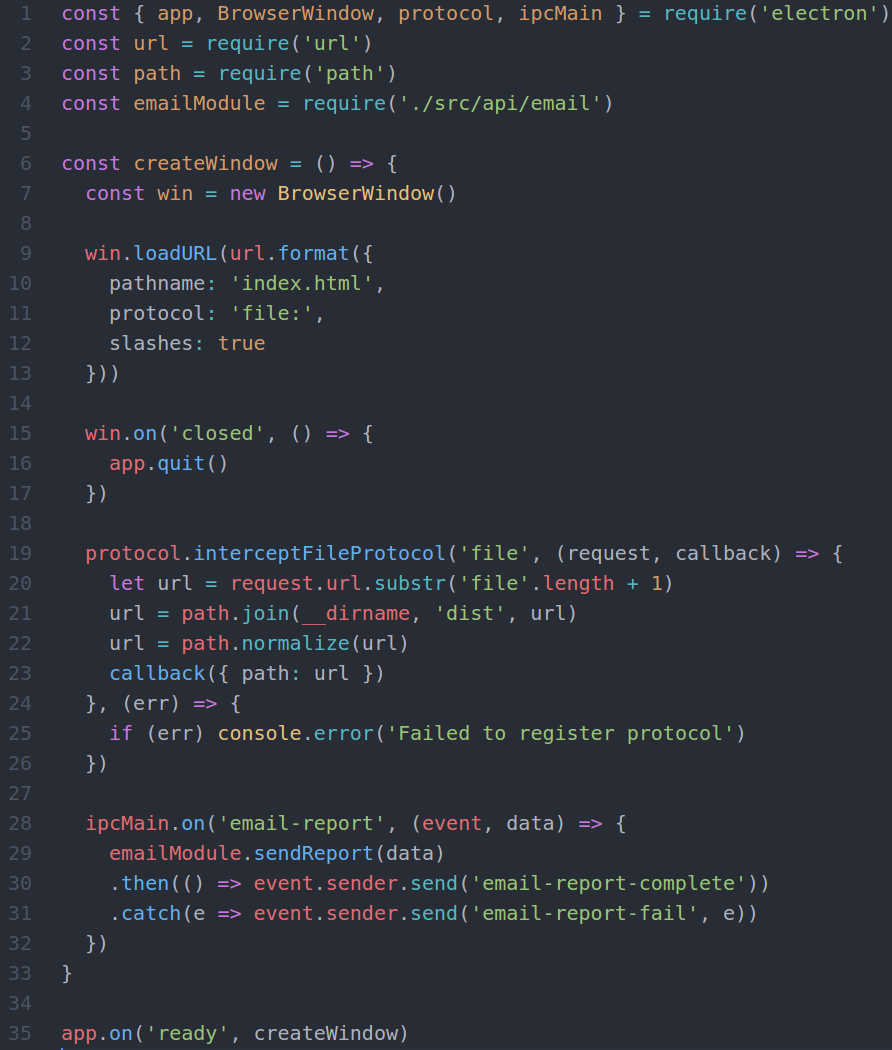 1 const { app, BrowserWindow, protocol, ipcMain } = require('electron')
2 const url = require('url')
3 const path = require('path')
4 const emailModule = require('./src/api/email')
5
6 const createWindow = () => {
7   const win = new BrowserWindow()
8
9   win.loadURL(url.format({
10     pathname: 'index.html',
11     protocol: 'file:',
12     slashes: true
13   }))
14
15   win.on('closed', () => {
16     app.quit()
17   })
18
19   protocol.interceptFileProtocol('file', (request, callback) => {
20     let url = request.url.substr('file'.length + 1)
21     url = path.join(__dirname, 'dist', url)
22     url = path.normalize(url)
23     callback({ path: url })
24   }, (err) => {
25     if (err) console.error('Failed to register protocol')
26   })
27
28   ipcMain.on('email-report', (event, data) => {
29     emailModule.sendReport(data)
30     .then(() => event.sender.send('email-report-complete'))
31     .catch(e => event.sender.send('email-report-fail', e))
32   })
33 }
34
35 app.on('ready', createWindow)